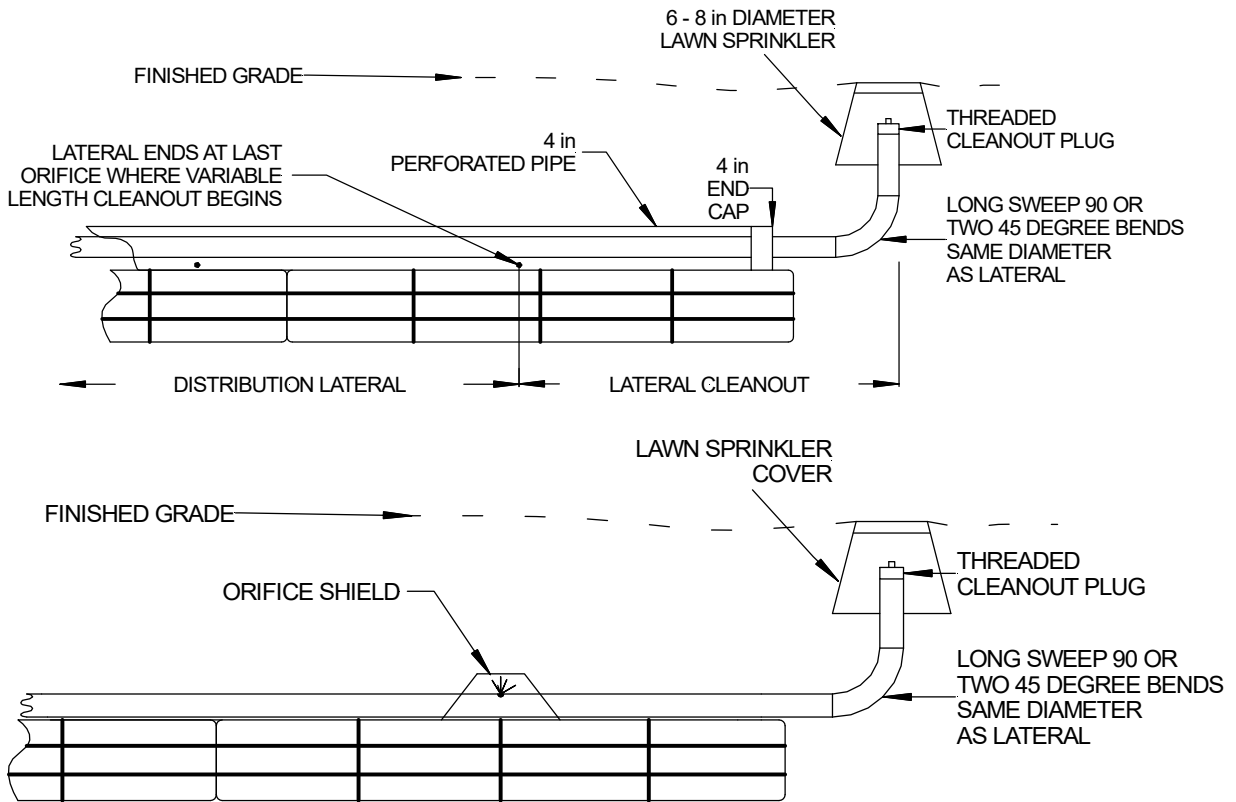 6 - 8 in DIAMETER
LAWN SPRINKLER
FINISHED GRADE
THREADED
CLEANOUT PLUG
4 in
PERFORATED PIPE
LATERAL ENDS AT LAST
ORIFICE WHERE VARIABLE
LENGTH CLEANOUT BEGINS
4 in
END
CAP
LONG SWEEP 90 OR
TWO 45 DEGREE BENDS
SAME DIAMETER
AS LATERAL
DISTRIBUTION LATERAL
LATERAL CLEANOUT
LAWN SPRINKLER
COVER
FINISHED GRADE
THREADED
CLEANOUT PLUG
ORIFICE SHIELD
LONG SWEEP 90 OR
TWO 45 DEGREE BENDS
SAME DIAMETER
AS LATERAL